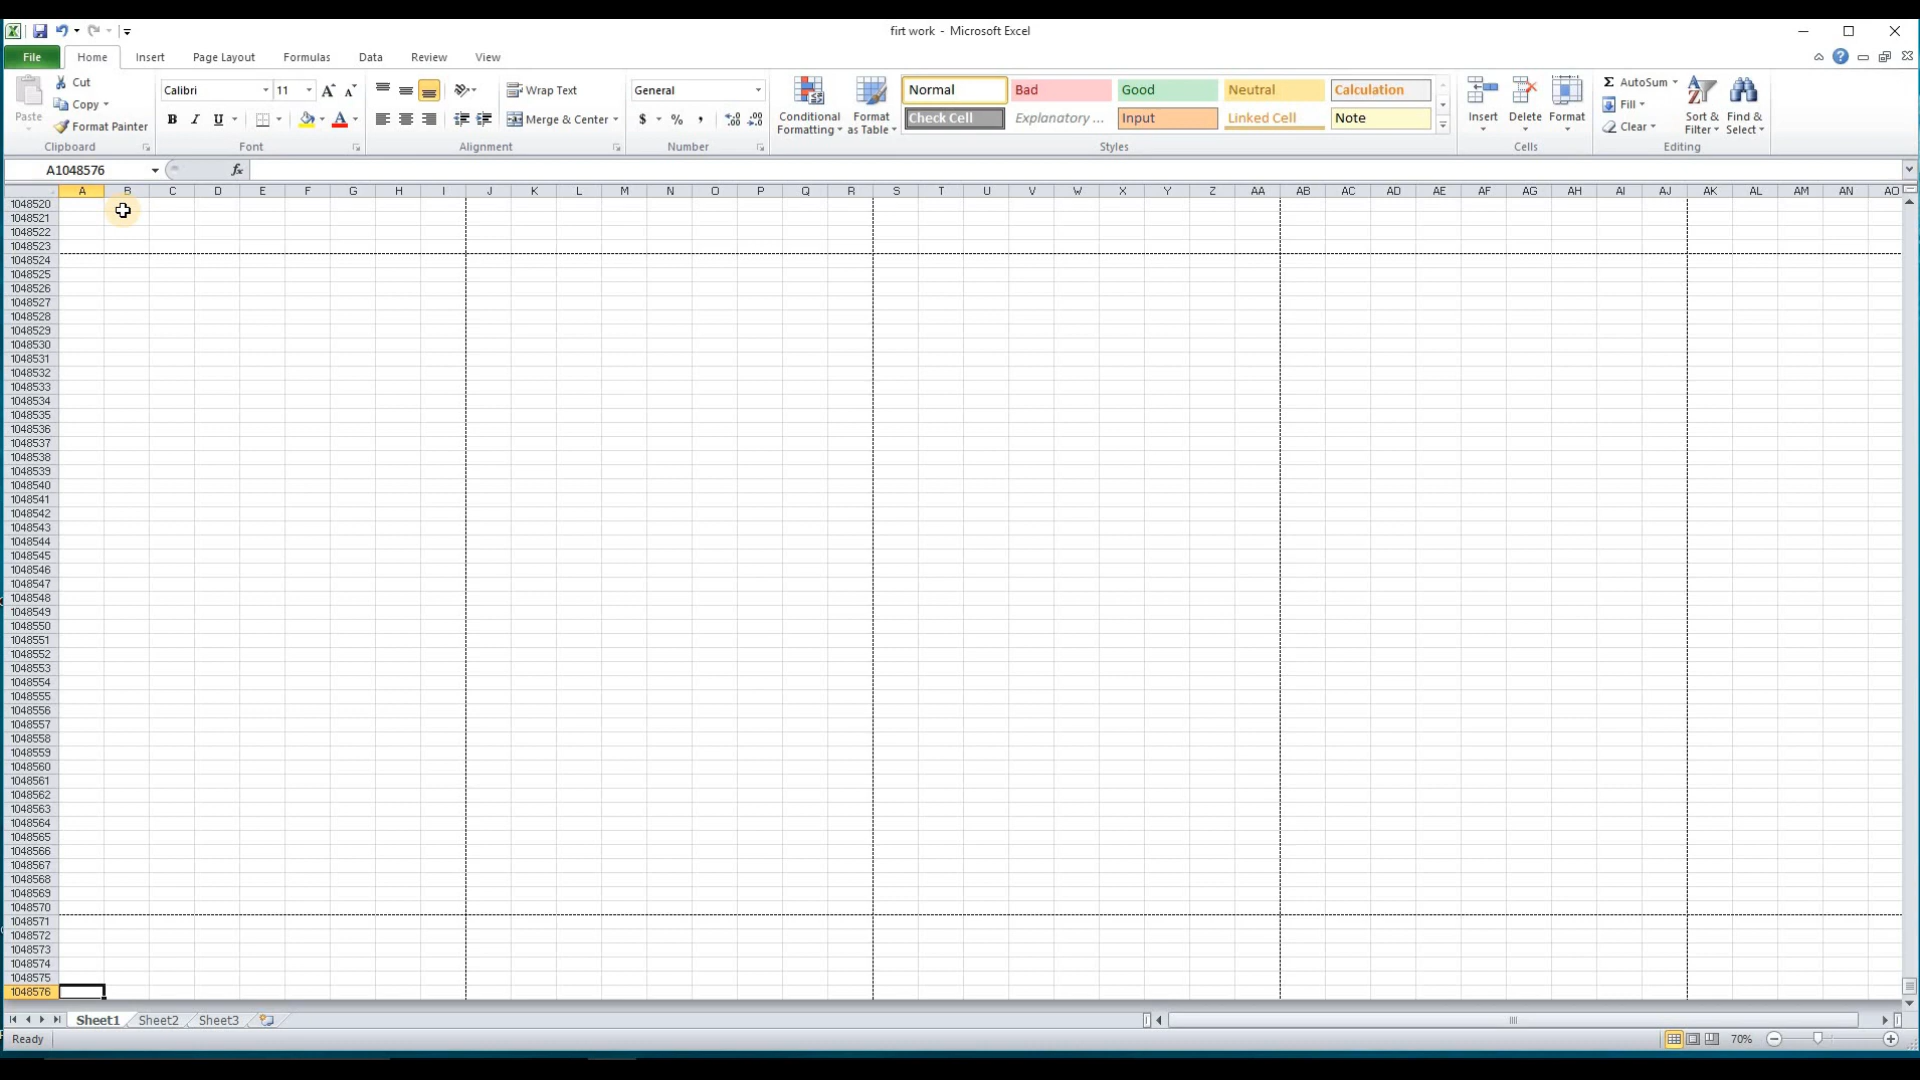 firt work - Microsoft Excel
File Home Insert Page Layout Formulas Data Review View
Paste
Cut
Copy
Format Painter
Clipboard
Calibri 11
B I U
Font
Wrap Text
Merge & Center
Alignment
General
$ % ,
Number
Conditional Formatting
Format as Table
Normal Bad Good Neutral Calculation
Check Cell Explanatory ... Input Linked Cell Note
Styles
Insert Delete Format
Cells
Σ AutoSum
Fill
Clear
Sort & Filter
Find & Select
Editing
A1048576 fx
A B C D E F G H I J K L M N O P Q R S T U V W X Y Z AA AB AC AD AE AF AG AH AI AJ AK AL AM AN AO
1048520
1048521
1048522
1048523
1048524
1048525
1048526
1048527
1048528
1048529
1048530
1048531
1048532
1048533
1048534
1048535
1048536
1048537
1048538
1048539
1048540
1048541
1048542
1048543
1048544
1048545
1048546
1048547
1048548
1048549
1048550
1048551
1048552
1048553
1048554
1048555
1048556
1048557
1048558
1048559
1048560
1048561
1048562
1048563
1048564
1048565
1048566
1048567
1048568
1048569
1048570
1048571
1048572
1048573
1048574
1048575
1048576
Sheet1 Sheet2 Sheet3
Ready 70%